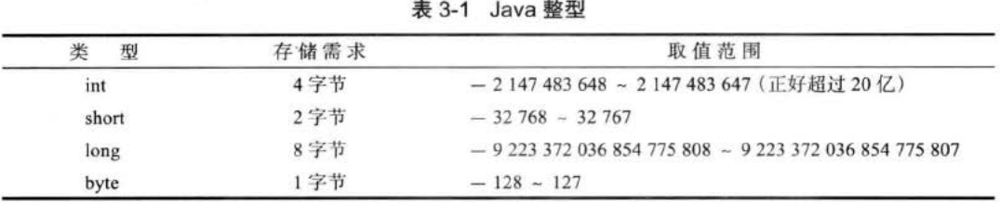 表 3-1 Java 整型
类 型 存储需求 取值范围
int 4 字节 — 2 147 483 648 ~ 2 147 483 647（正好超过 20 亿）
short 2 字节 — 32 768 ~ 32 767
long 8 字节 — 9 223 372 036 854 775 808 ~ 9 223 372 036 854 775 807
byte 1 字节 — 128 ~ 127